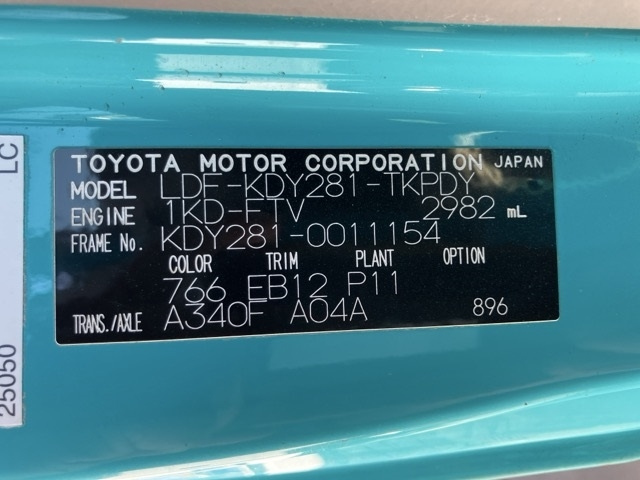 TOYOTA MOTOR CORPORATION JAPAN
MODEL LDF-KDY281-TKPDY
ENGINE 1KD-FTV 2982 mL
FRAME No. KDY281-0011154
COLOR TRIM PLANT OPTION
766 EB12 P11
TRANS./AXLE A340F A04A 896
LC
25050